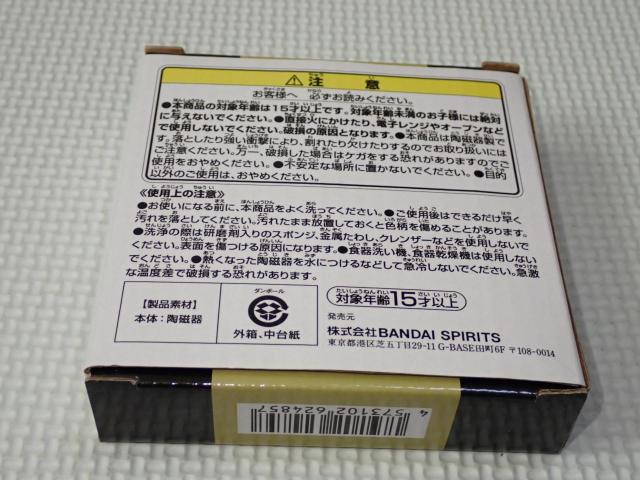 ⚠注意
お客様へ 必ずお読みください。
●本商品の対象年齢は15才以上です。対象年齢未満のお子様には絶対
に与えないでください。●直接火にかけたり、電子レンジやオーブンなど
で使用しないでください。破損の原因となります。●本商品は陶磁器製で
す。落としたり強い衝撃により、割れたり欠けたりするのでお取り扱いには
ご注意ください。万一、破損した場合はケガをする恐れがありますのでご
使用をおやめください。●不安定な場所に置かないでください。●目的
以外のご使用は、おやめください。
《使用上の注意》
●お使いになる前に、本商品をよく洗ってください。●ご使用後はできるだけ早く
汚れを落としてください。汚れたまま放置しておくと色柄を傷めることがあります。
●洗浄の際は研磨剤入りのスポンジ、金属たわし、クレンザーなどを使用しない
でください。表面を傷つける原因になります。●食器洗い機、食器乾燥機は使用しない
でください。●熱くなった陶磁器を水につけるなどして急冷しないでください。急激
な温度差で破損する恐れがあります。
【製品素材】
本体：陶磁器
ダンボール
外箱、中台紙
対象年齢15才以上
発売元
株式会社BANDAI SPIRITS
東京都港区芝五丁目29-11 G-BASE田町6F 〒108-0014
4573102624857